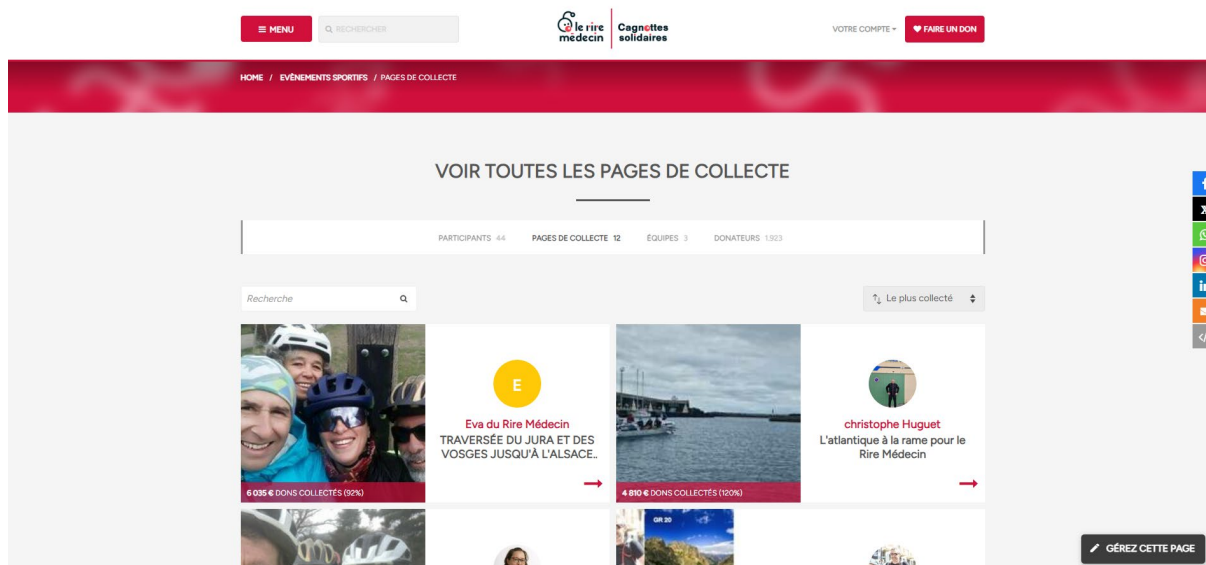 MENU
RECHERCHER
le rire
médecin
Cagnottes
solidaires
VOTRE COMPTE
FAIRE UN DON
HOME / EVÈNEMENTS SPORTIFS / PAGES DE COLLECTE
VOIR TOUTES LES PAGES DE COLLECTE
PARTICIPANTS 44 PAGES DE COLLECTE 12 ÉQUIPES 3 DONATEURS 1.923
Recherche
Le plus collecté
E
Eva du Rire Médecin
TRAVERSÉE DU JURA ET DES
VOSGES JUSQU'À L'ALSACE..
6 035 € DONS COLLECTÉS (92%)
christophe Huguet
L'atlantique à la rame pour le
Rire Médecin
4 810 € DONS COLLECTÉS (120%)
GR 20
GÉREZ CETTE PAGE